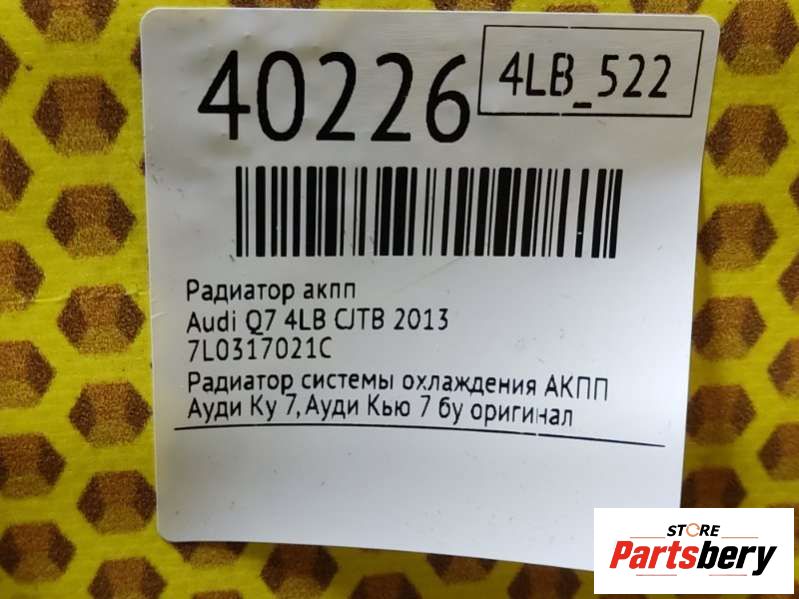 40226
4LB_522
Радиатор акпп
Audi Q7 4LB CJTB 2013
7L0317021C
Радиатор системы охлаждения АКПП
Ауди Ку 7, Ауди Кью 7 бу оригинал
STORE
Partsbery